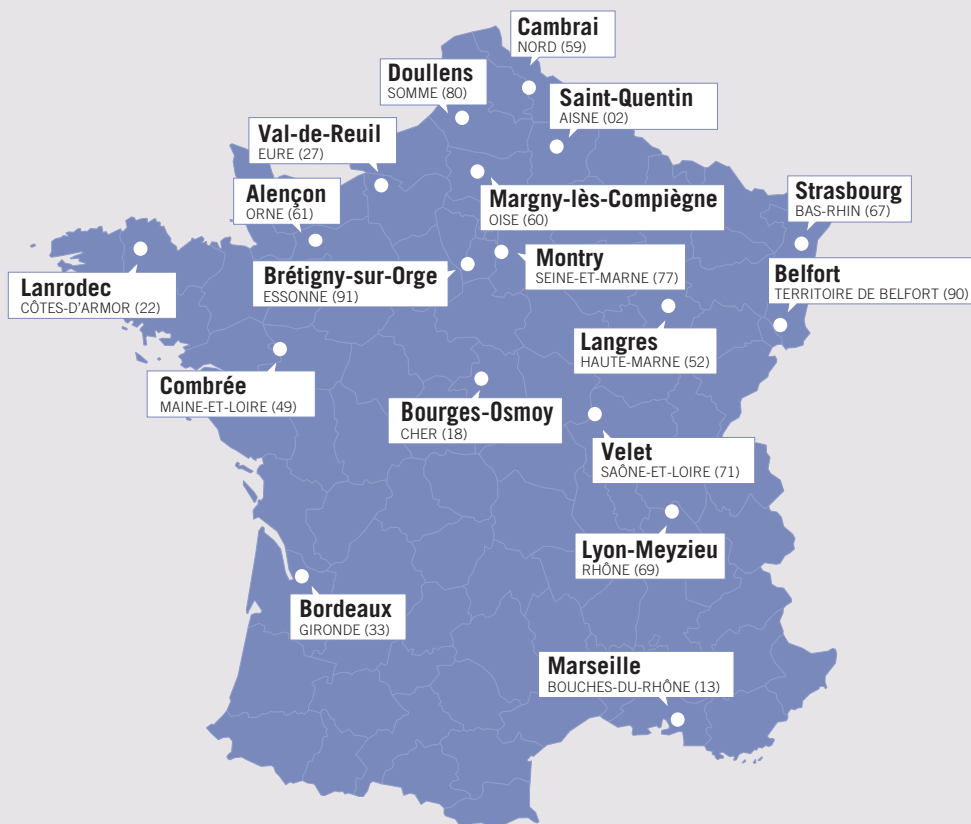 Cambrai
NORD (59)
Doullens
SOMME (80)
Saint-Quentin
AISNE (02)
Val-de-Reuil
EURE (27)
Alençon
ORNE (61)
Margny-lès-Compiègne
OISE (60)
Strasbourg
BAS-RHIN (67)
Lanrodec
CÔTES-D'ARMOR (22)
Brétigny-sur-Orge
ESSONNE (91)
Montry
SEINE-ET-MARNE (77)
Belfort
TERRITOIRE DE BELFORT (90)
Langres
HAUTE-MARNE (52)
Combrée
MAINE-ET-LOIRE (49)
Bourges-Osmoy
CHER (18)
Velet
SAÔNE-ET-LOIRE (71)
Lyon-Meyzieu
RHÔNE (69)
Bordeaux
GIRONDE (33)
Marseille
BOUCHES-DU-RHÔNE (13)